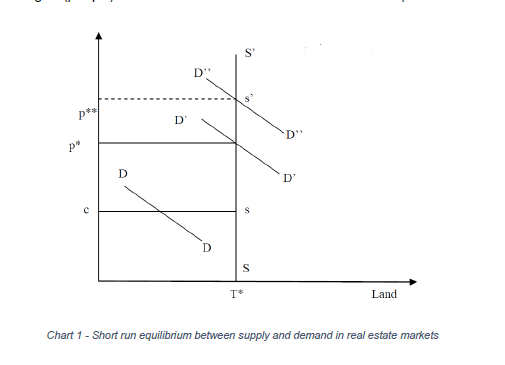 S'
D''
s'
p**
D'
D''
p*
D
D'
c
s
D
S
T*
Land
Chart 1 - Short run equilibrium between supply and demand in real estate markets